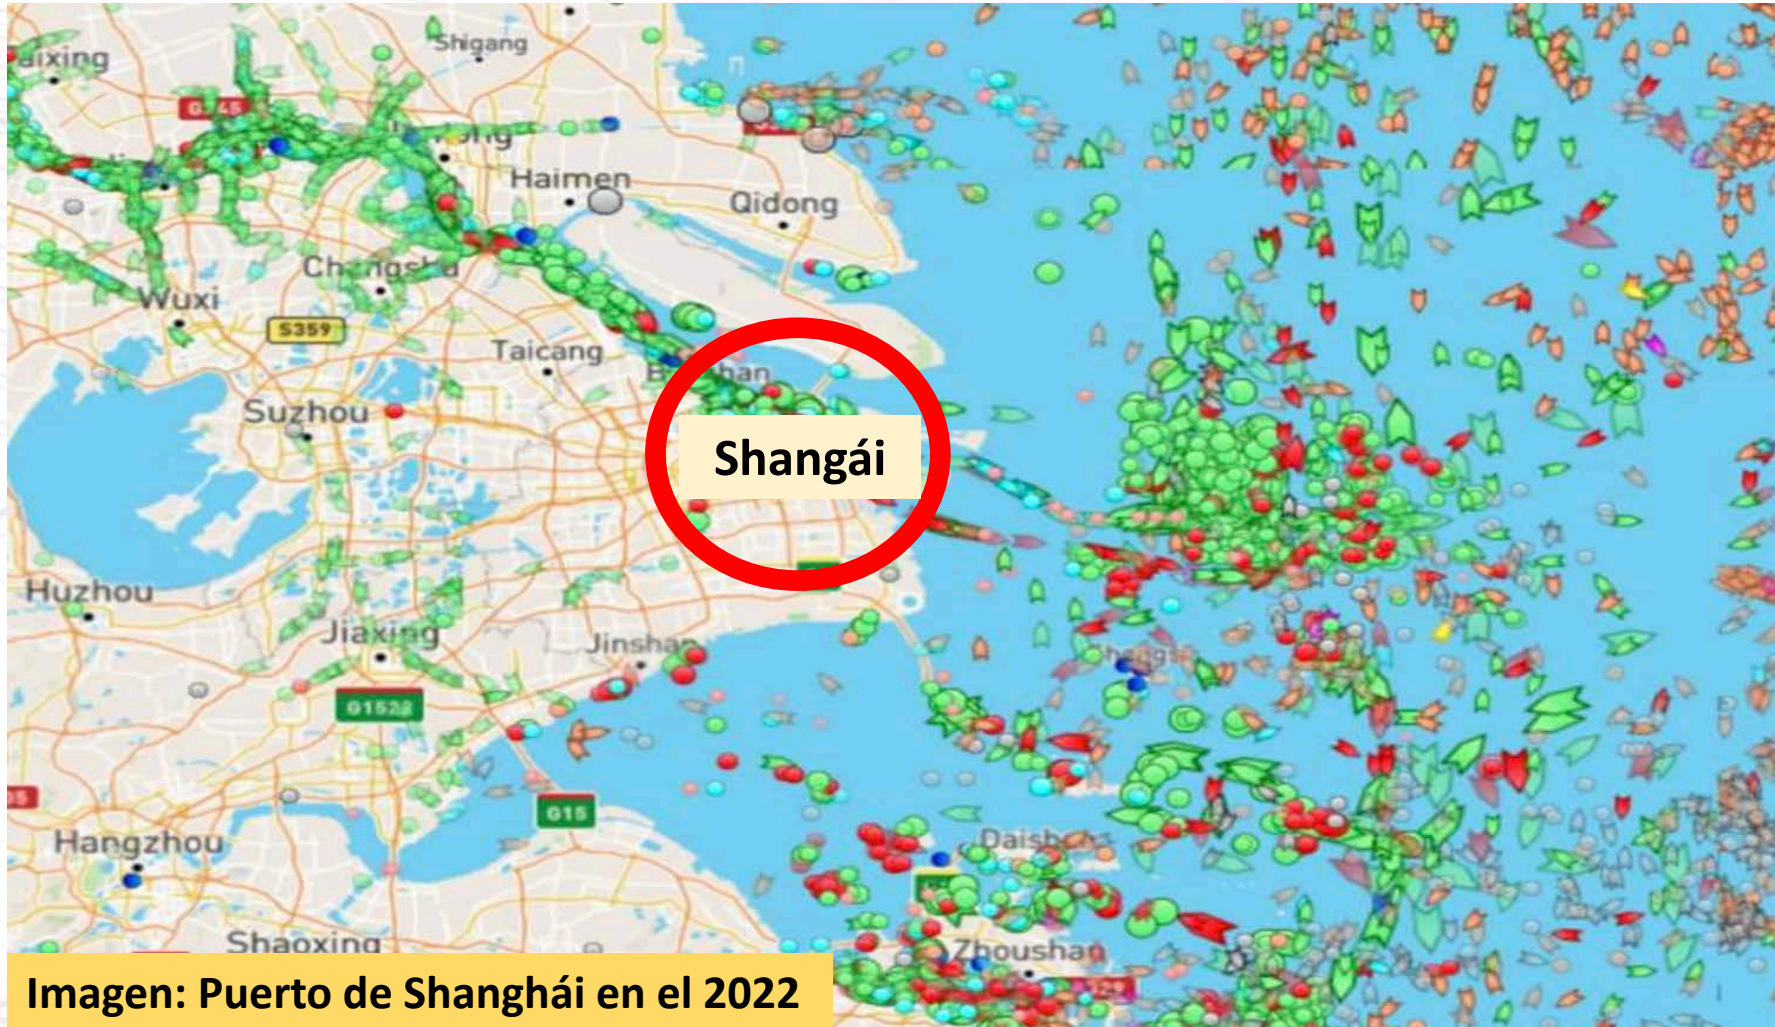 Shigang
Haimen
Qidong
Wuxi
S359
Taicang
Suzhou
Shangái
Huzhou
Jiaxing
G15
Hangzhou
Shaoxing
Zhoushan
Imagen: Puerto de Shanghái en el 2022